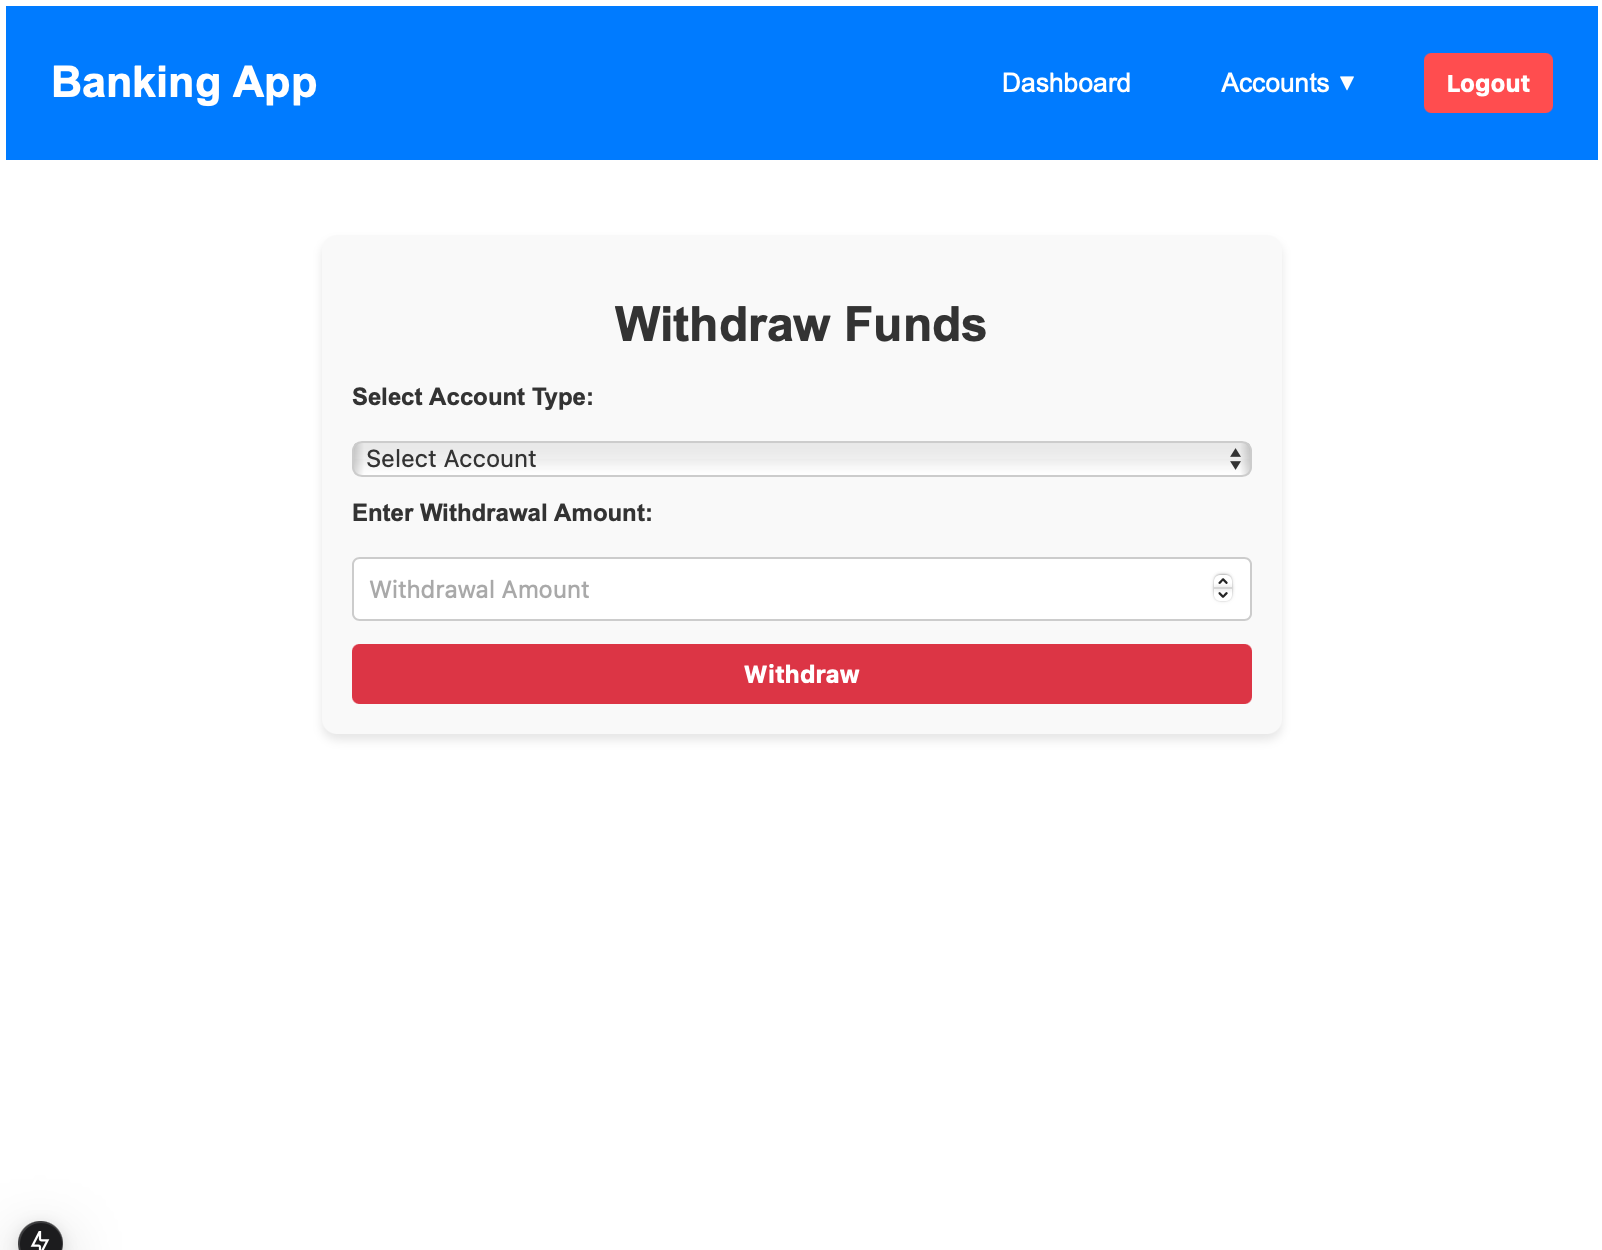 Banking App
Dashboard
Accounts ▼
Logout
Withdraw Funds
Select Account Type:
Select Account
Enter Withdrawal Amount:
Withdrawal Amount
Withdraw